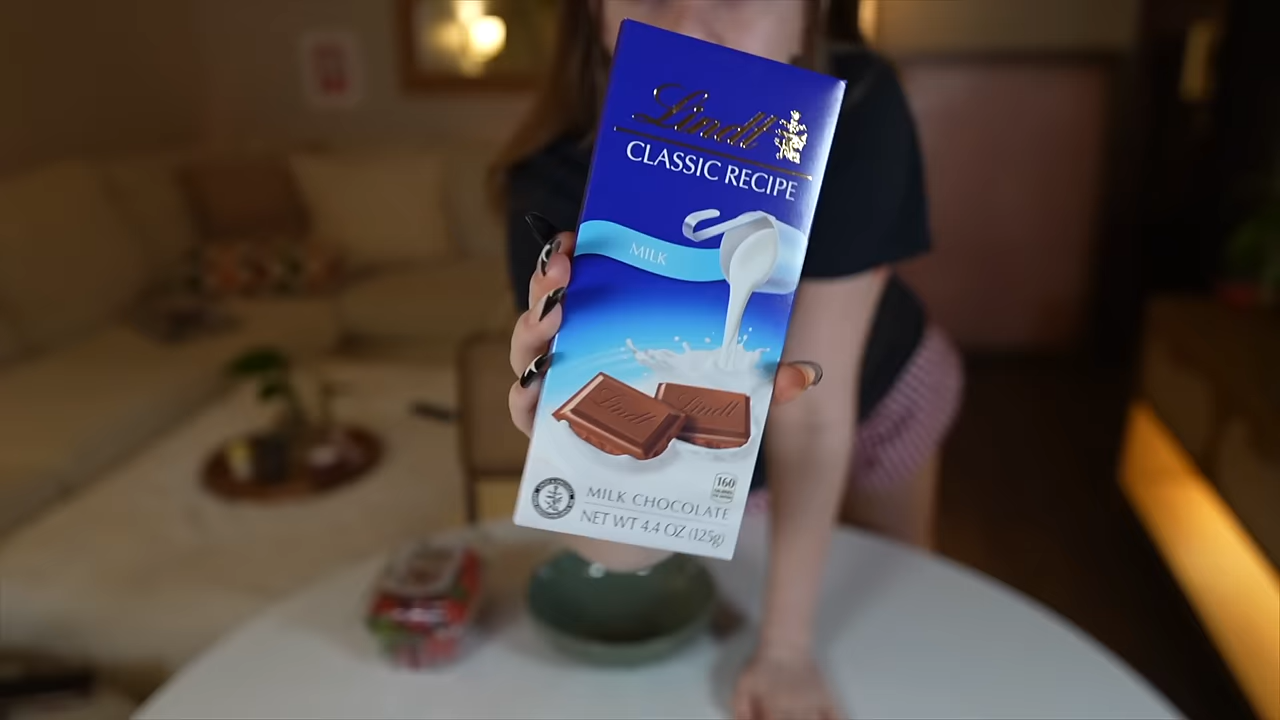 Lindt
CLASSIC RECIPE
MILK
Lindt
Lindt
160
MILK CHOCOLATE
NET WT 4.4 OZ (125g)